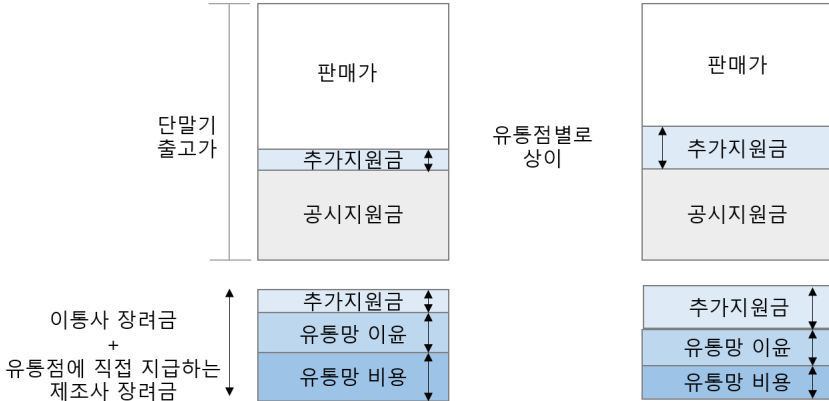 판매가
추가지원금
공시지원금
단말기
출고가
유통점별로
상이
판매가
추가지원금
공시지원금
이통사 장려금
+
유통점에 직접 지급하는
제조사 장려금
추가지원금
유통망 이윤
유통망 비용
추가지원금
유통망 이윤
유통망 비용